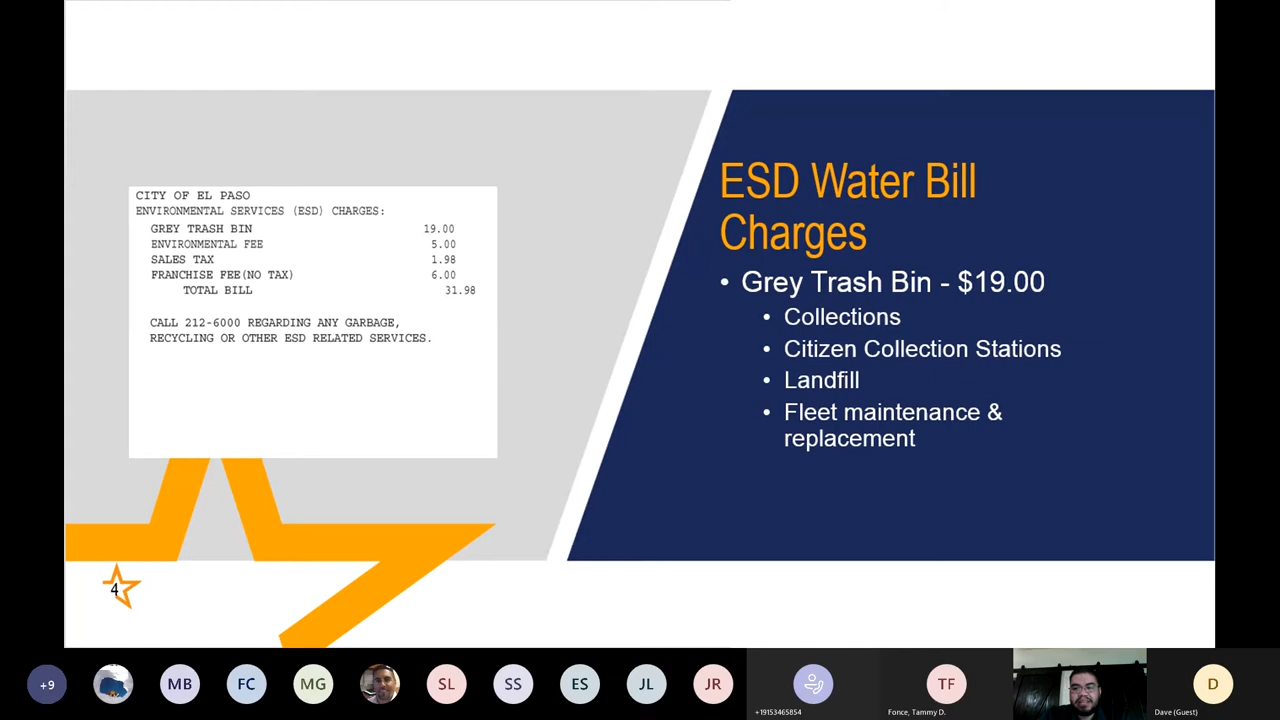 CITY OF EL PASO
ENVIRONMENTAL SERVICES (ESD) CHARGES:
GREY TRASH BIN 19.00
ENVIRONMENTAL FEE 5.00
SALES TAX 1.98
FRANCHISE FEE(NO TAX) 6.00
TOTAL BILL 31.98
CALL 212-6000 REGARDING ANY GARBAGE,
RECYCLING OR OTHER ESD RELATED SERVICES.
ESD Water Bill
Charges
• Grey Trash Bin - $19.00
• Collections
• Citizen Collection Stations
• Landfill
• Fleet maintenance &
replacement
4
+9 MB FC MG SL SS ES JL JR TF D
+19153465854 Fonce, Tammy D. Dave (Guest)